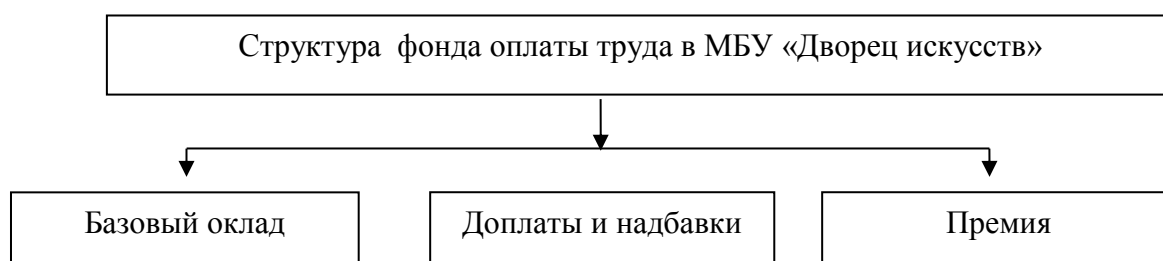 Структура фонда оплаты труда в МБУ «Дворец искусств»
Базовый оклад
Доплаты и надбавки
Премия